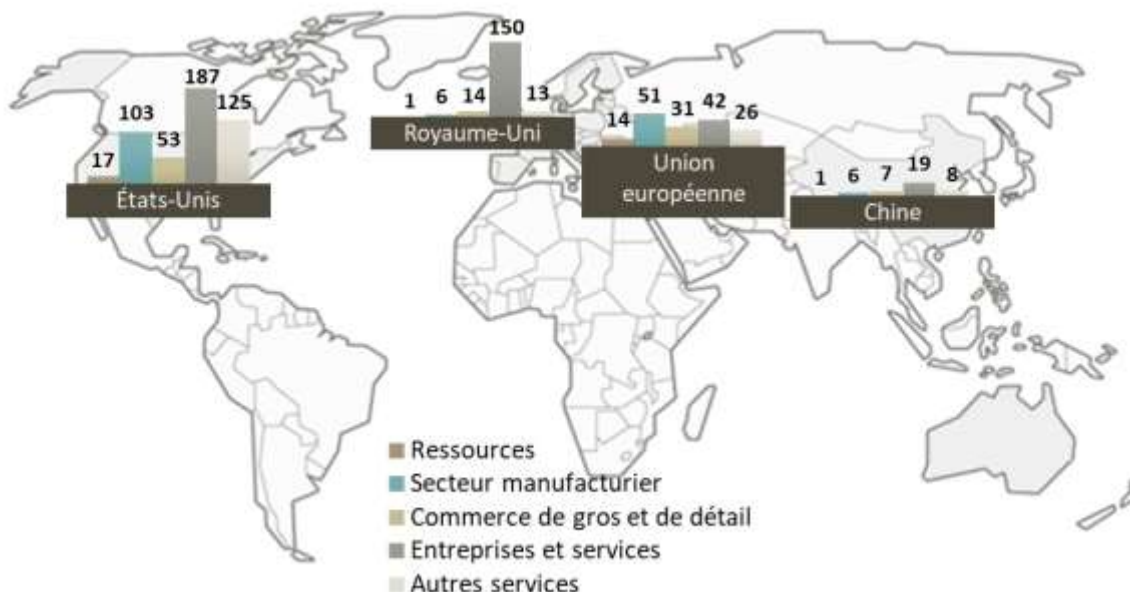 17 103 53 187 125
États-Unis
1 6 14 150 13
Royaume-Uni
14 51 31 42 26
Union
européenne
1 6 7 19 8
Chine
Ressources
Secteur manufacturier
Commerce de gros et de détail
Entreprises et services
Autres services